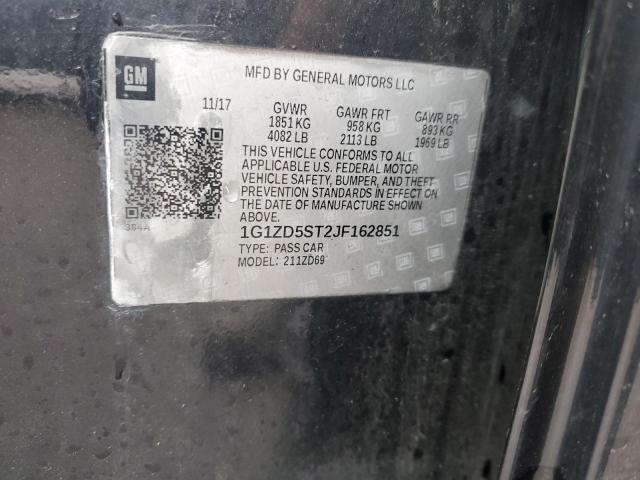 GM
MFD BY GENERAL MOTORS LLC
11/17 GVWR GAWR FRT GAWR RR
1851 KG 958 KG 893 KG
4082 LB 2113 LB 1969 LB
THIS VEHICLE CONFORMS TO ALL
APPLICABLE U.S. FEDERAL MOTOR
VEHICLE SAFETY, BUMPER, AND THEFT
PREVENTION STANDARDS IN EFFECT ON
THE DATE OF MANUFACTURE SHOWN
ABOVE.
384A
1G1ZD5ST2JF162851
TYPE: PASS CAR
MODEL: 211ZD69